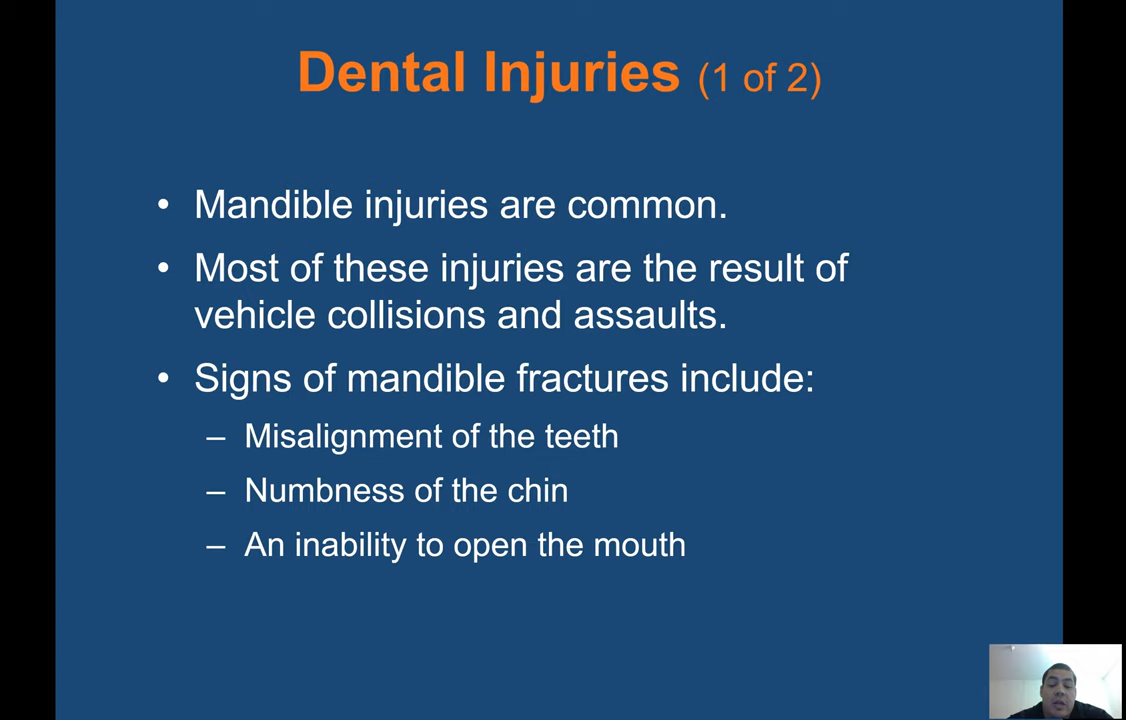 Dental Injuries (1 of 2)
• Mandible injuries are common.
• Most of these injuries are the result of
vehicle collisions and assaults.
• Signs of mandible fractures include:
– Misalignment of the teeth
– Numbness of the chin
– An inability to open the mouth